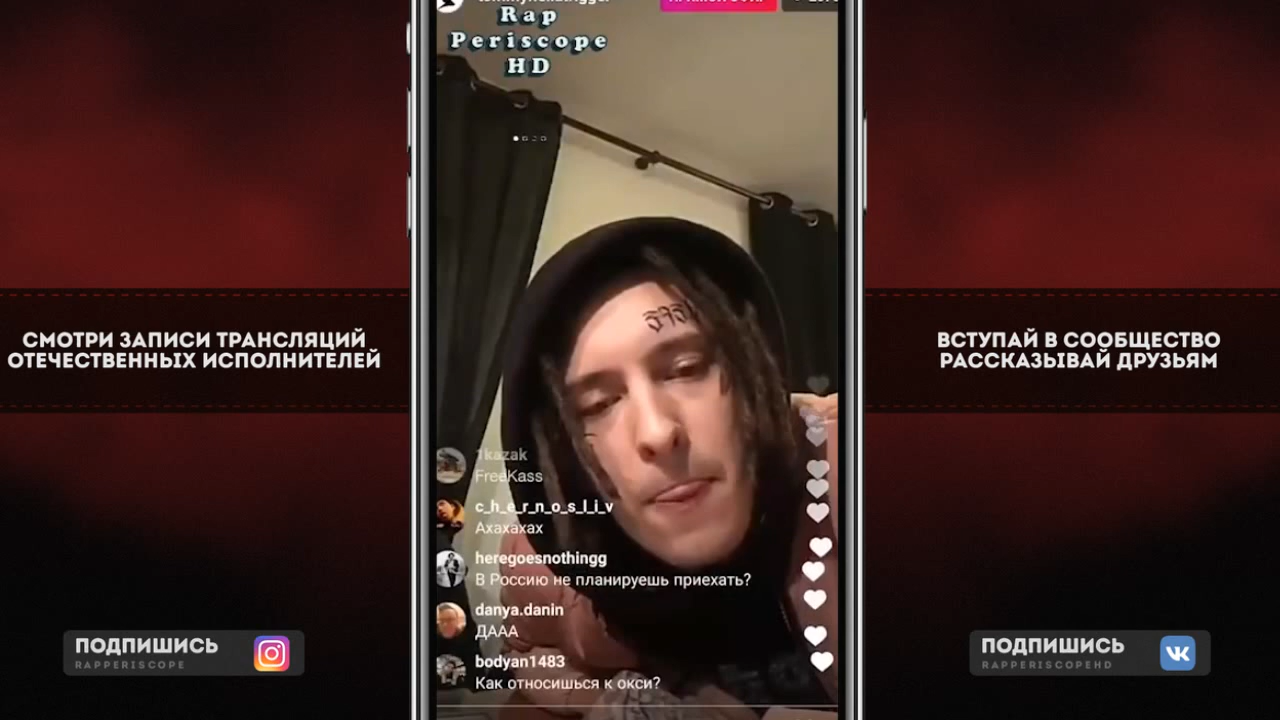 Rap
Periscope
HD
СМОТРИ ЗАПИСИ ТРАНСЛЯЦИЙ
ОТЕЧЕСТВЕННЫХ ИСПОЛНИТЕЛЕЙ
ВСТУПАЙ В СООБЩЕСТВО
РАССКАЗЫВАЙ ДРУЗЬЯМ
1kazak
FreeKass
c_h_e_r_n_o_s_l_i_v
Ахахахах
heregoesnothingg
В Россию не планируешь приехать?
danya.danin
ДААА
bodyan1483
Как относишься к окси?
ПОДПИШИСЬ
RAPPERISCOPE
ПОДПИШИСЬ
RAPPERISCOPEHD